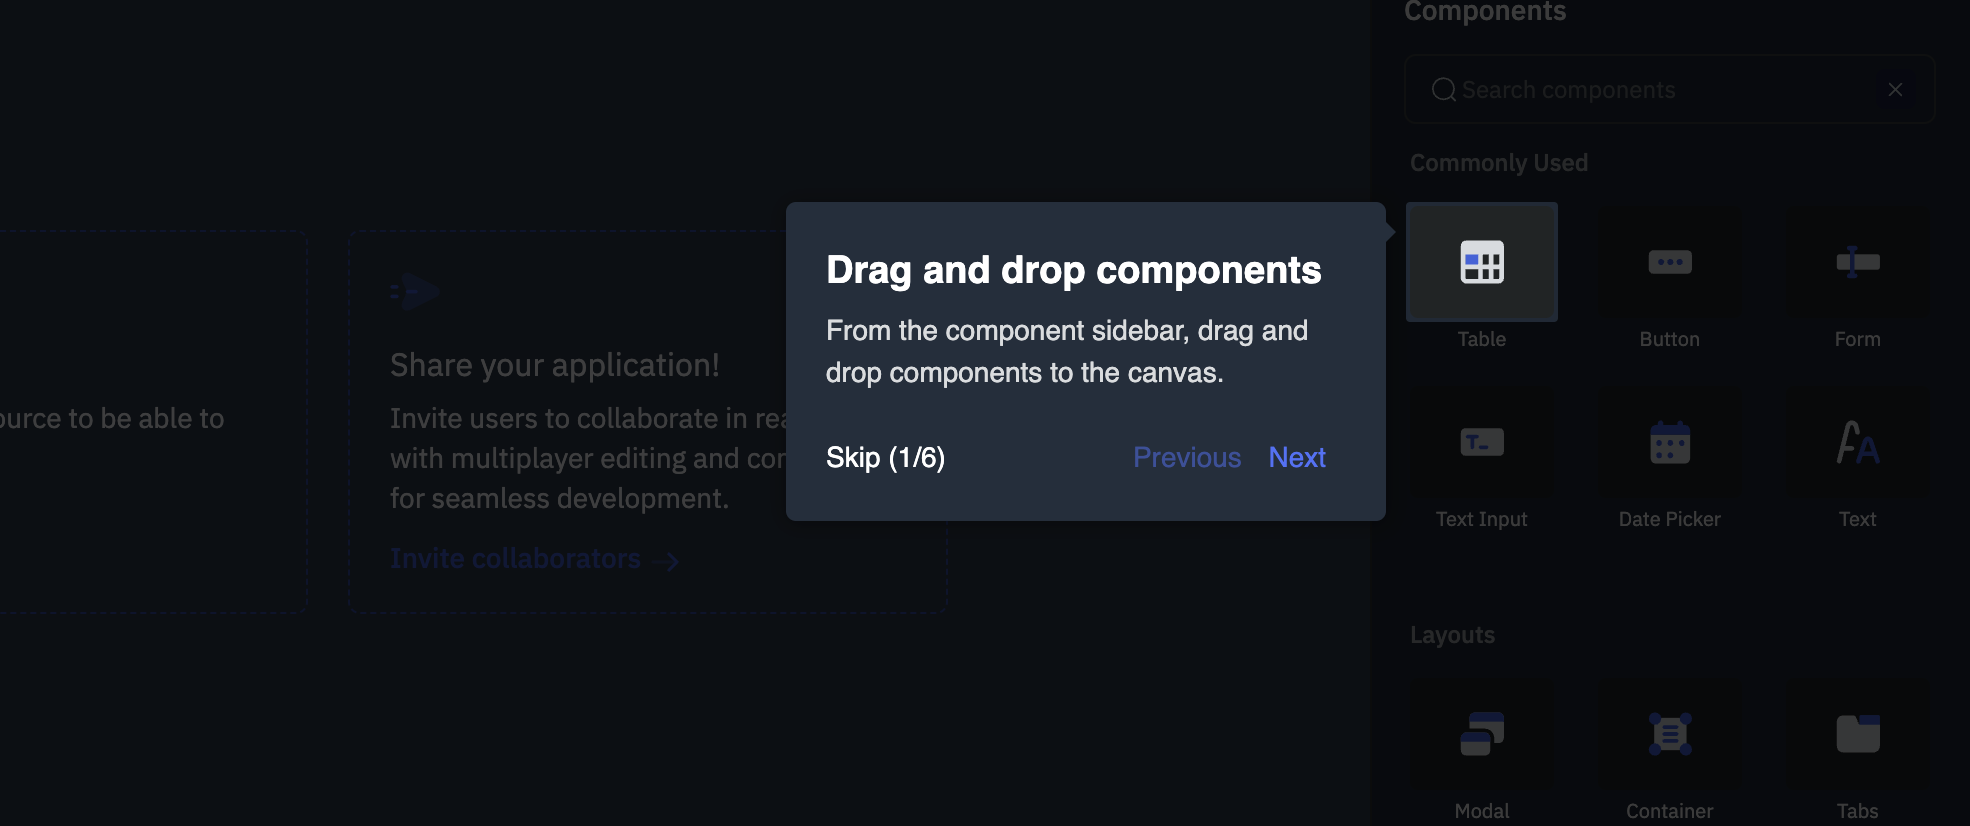 Components
Search components
Commonly Used
Drag and drop components
From the component sidebar, drag and
drop components to the canvas.
Skip (1/6)
Previous
Next
Table
Button
Form
Text Input
Date Picker
Text
Layouts
Modal
Container
Tabs
to be able to
Share your application!
Invite users to collaborate in
with multiplayer editing and
for seamless development.
Invite collaborators